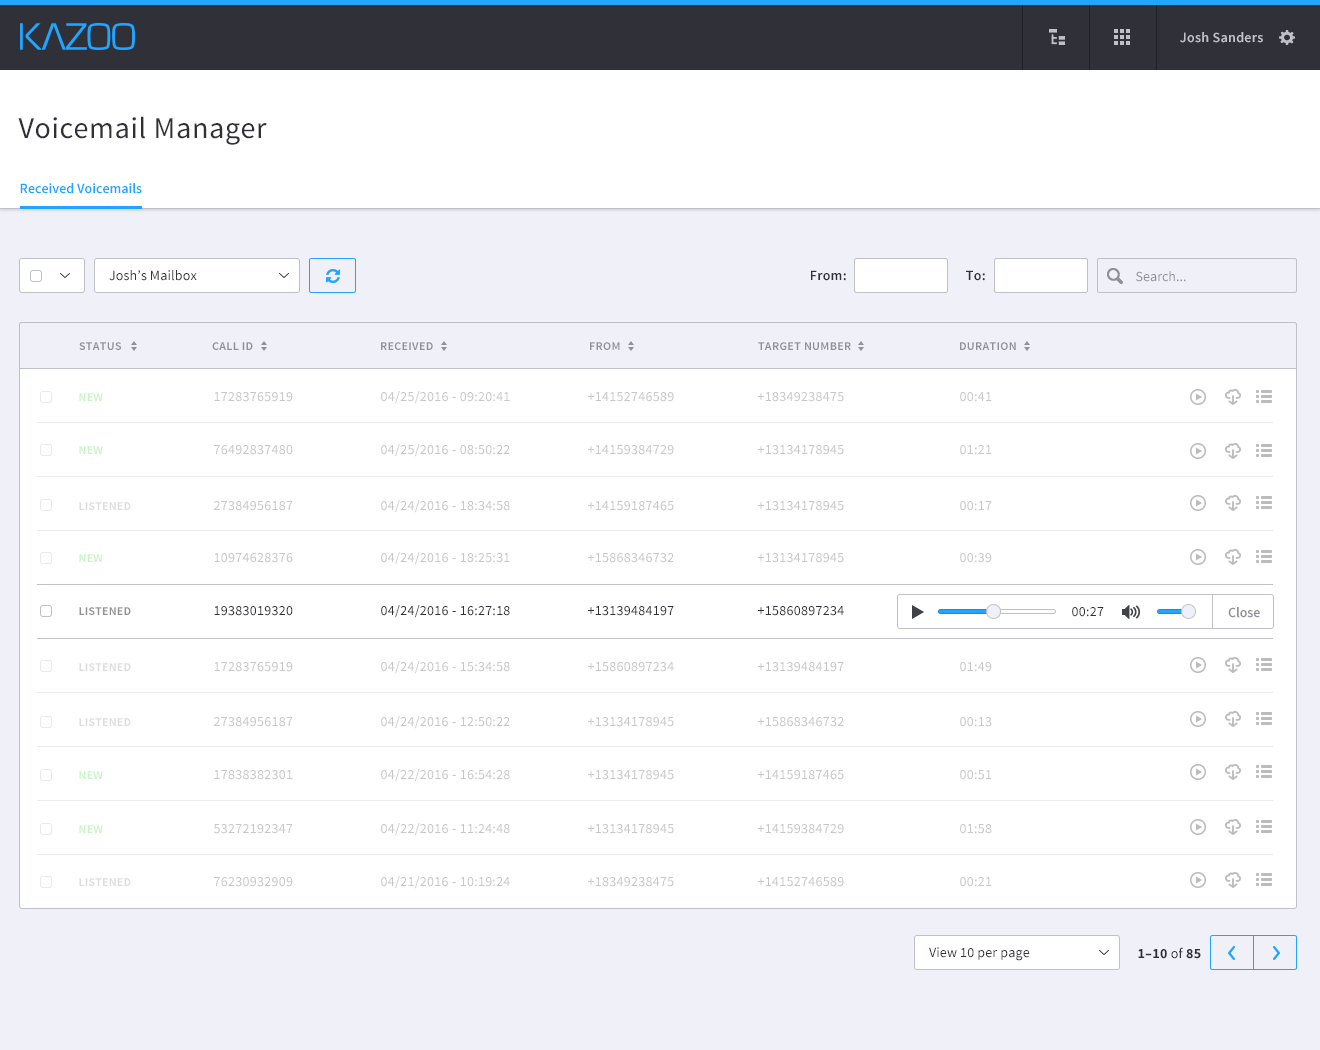 KAZOO
Josh Sanders
Voicemail Manager
Received Voicemails
Josh's Mailbox From: To: Search...
STATUS CALL ID RECEIVED FROM TARGET NUMBER DURATION
NEW 17283765919 04/25/2016 - 09:20:41 +14152746589 +18349238475 00:41
NEW 76492837480 04/25/2016 - 08:50:22 +14159384729 +13134178945 01:21
LISTENED 27384956187 04/24/2016 - 18:34:58 +14159187465 +13134178945 00:17
NEW 10974628376 04/24/2016 - 18:25:31 +15868346732 +13134178945 00:39
LISTENED 19383019320 04/24/2016 - 16:27:18 +13139484197 +15860897234 00:27 Close
LISTENED 17283765919 04/24/2016 - 15:34:58 +15860897234 +13139484197 01:49
LISTENED 27384956187 04/24/2016 - 12:50:22 +13134178945 +15868346732 00:13
NEW 17838382301 04/22/2016 - 16:54:28 +13134178945 +14159187465 00:51
NEW 53272192347 04/22/2016 - 11:24:48 +13134178945 +14159384729 01:58
LISTENED 76230932909 04/21/2016 - 10:19:24 +18349238475 +14152746589 00:21
View 10 per page 1–10 of 85